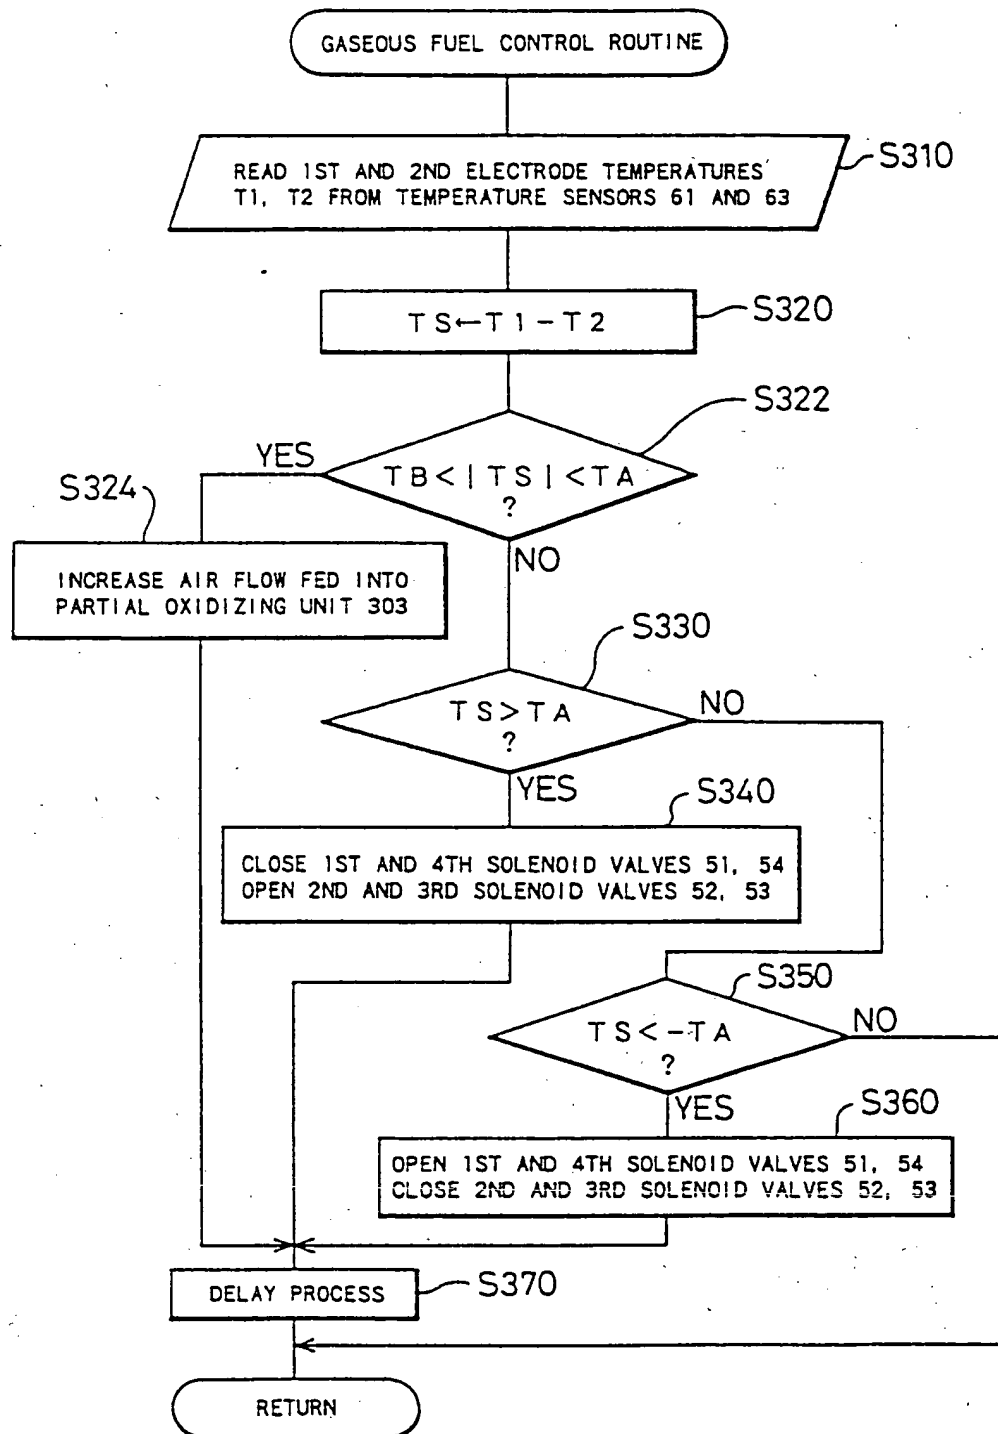 GASEOUS FUEL CONTROL ROUTINE
READ 1ST AND 2ND ELECTRODE TEMPERATURES
T1, T2 FROM TEMPERATURE SENSORS 61 AND 63
S310
TS←T1-T2
S320
S322
YES
TB<|TS|<TA
?
S324
NO
INCREASE AIR FLOW FED INTO
PARTIAL OXIDIZING UNIT 303
S330
TS>TA
?
NO
YES
S340
CLOSE 1ST AND 4TH SOLENOID VALVES 51, 54
OPEN 2ND AND 3RD SOLENOID VALVES 52, 53
S350
TS<-TA
?
NO
YES
S360
OPEN 1ST AND 4TH SOLENOID VALVES 51, 54
CLOSE 2ND AND 3RD SOLENOID VALVES 52, 53
DELAY PROCESS
S370
RETURN